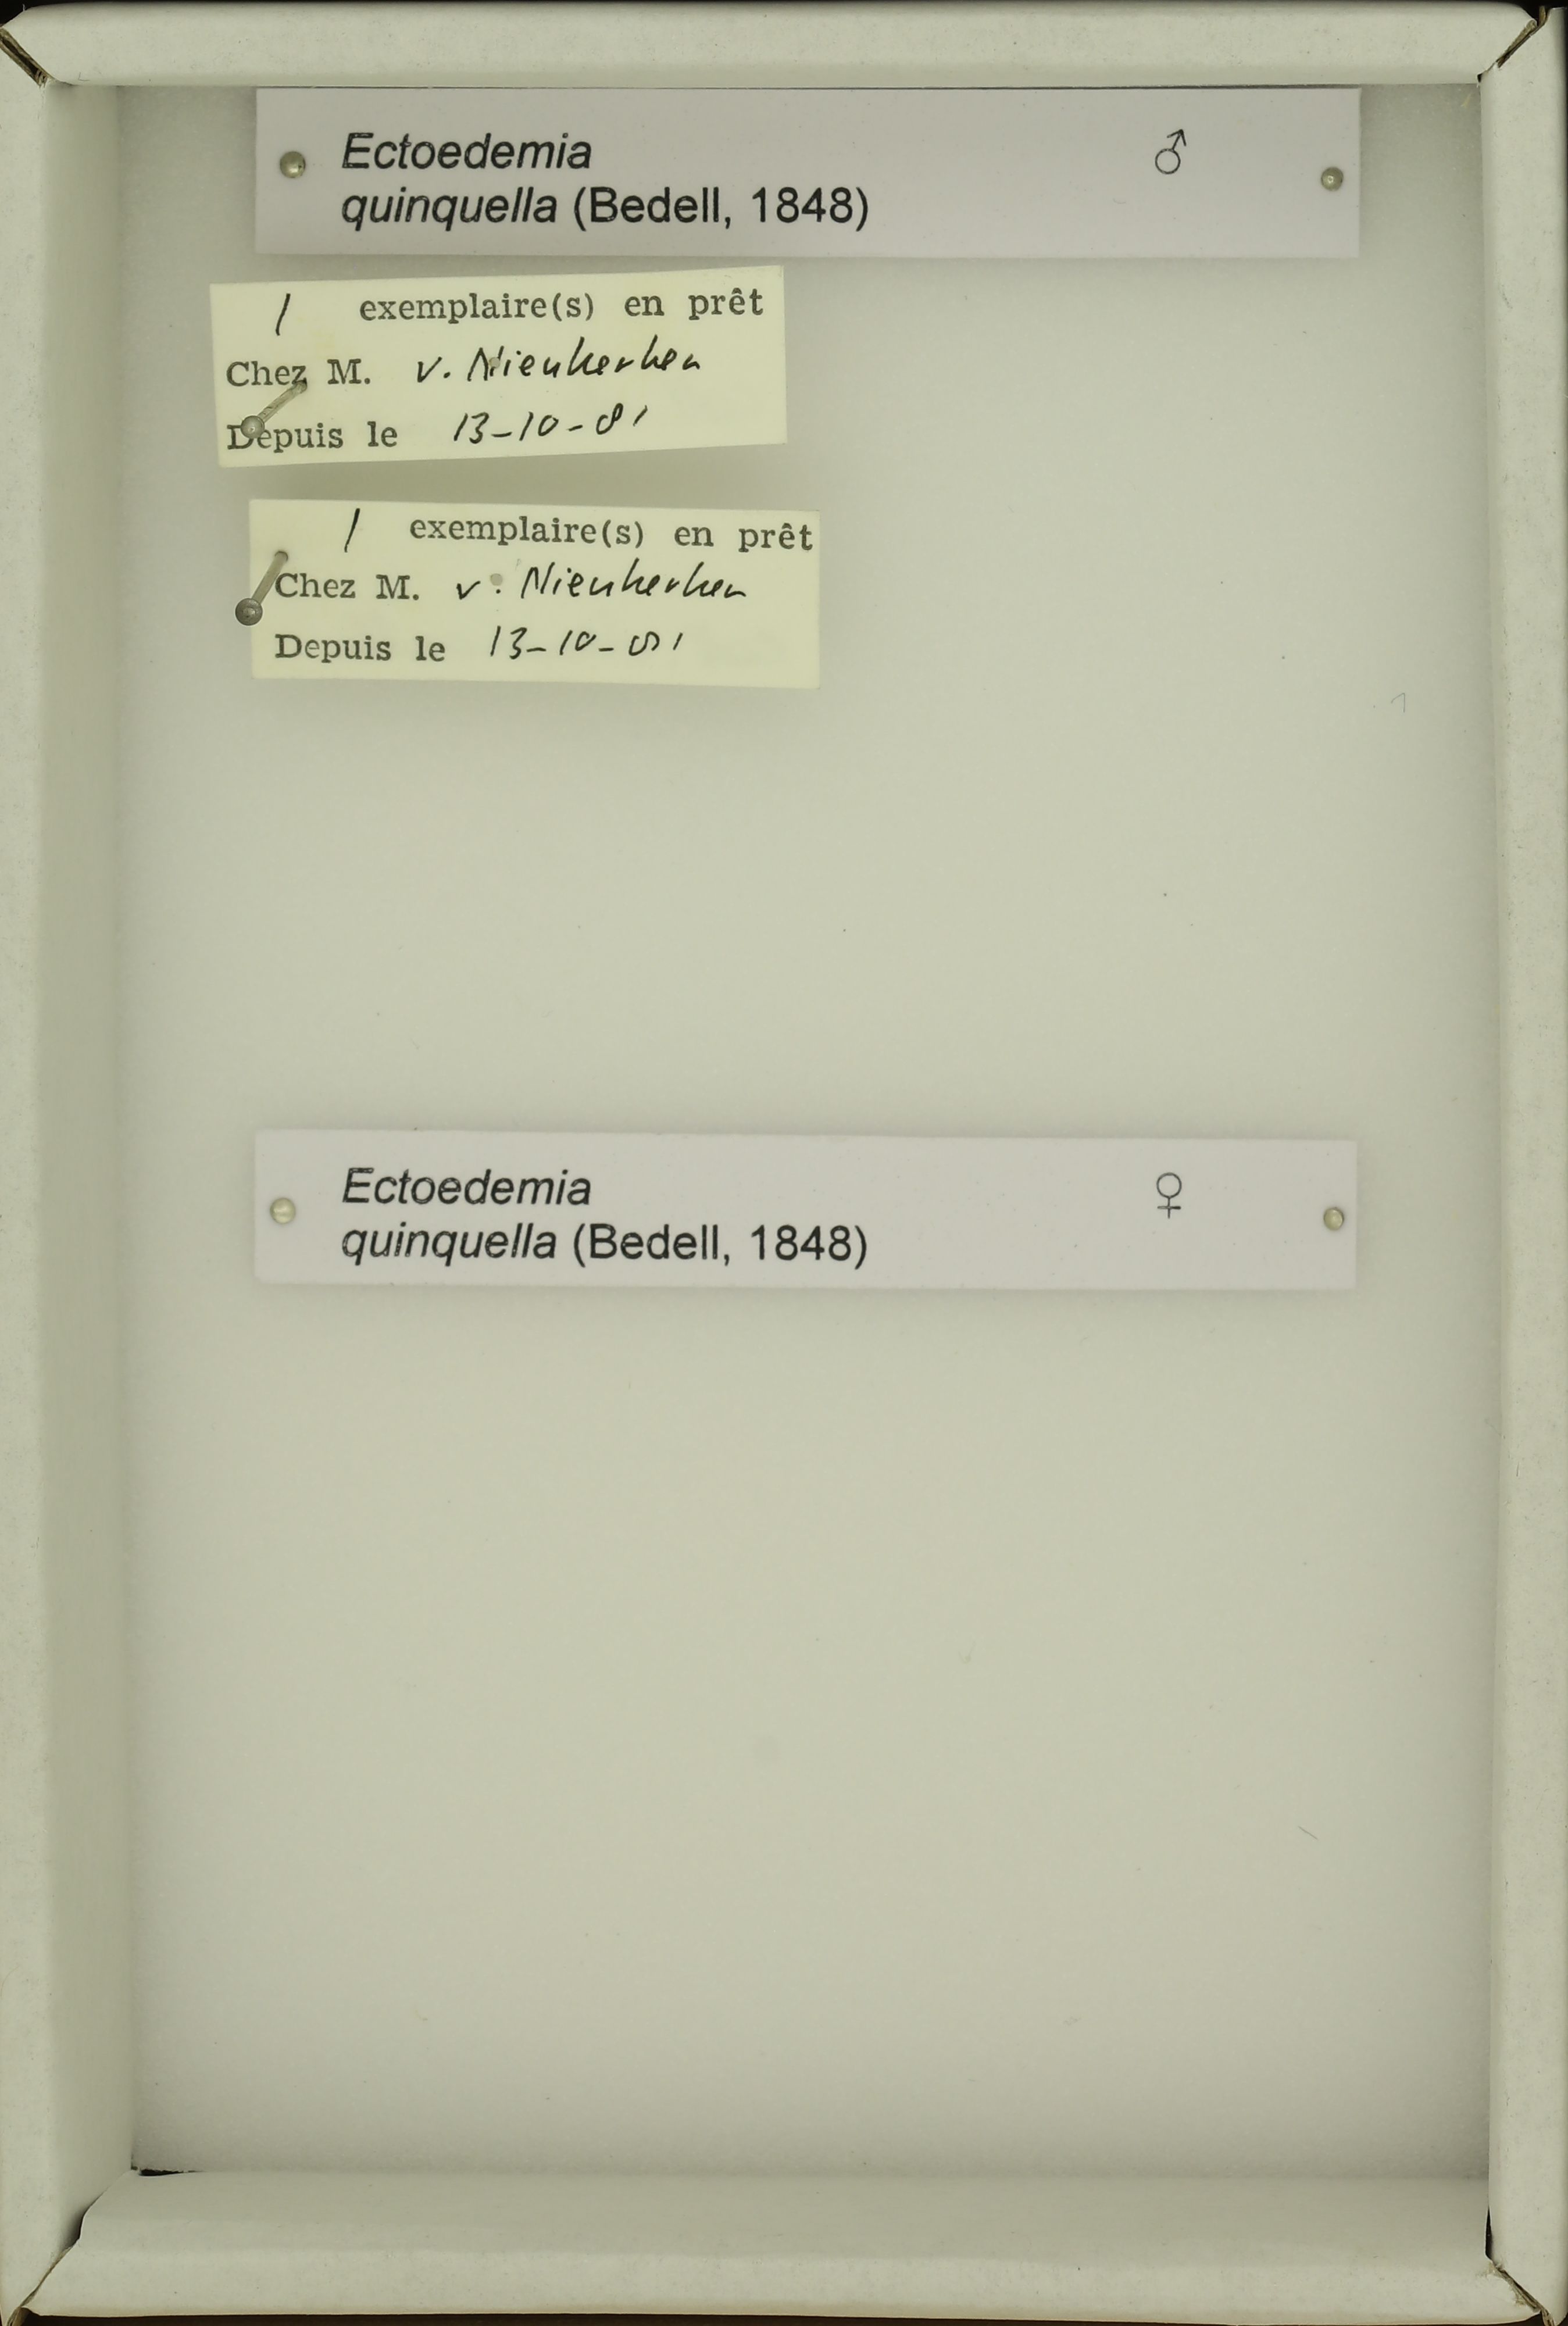 Ectoedemia ♂
quinquella (Bedell, 1848)
1 exemplaire(s) en prêt
Chez M. v. Nieukerken
Depuis le 13-10-81
1 exemplaire(s) en prêt
Chez M. v. Nieukerken
Depuis le 13-10-81
Ectoedemia ♀
quinquella (Bedell, 1848)